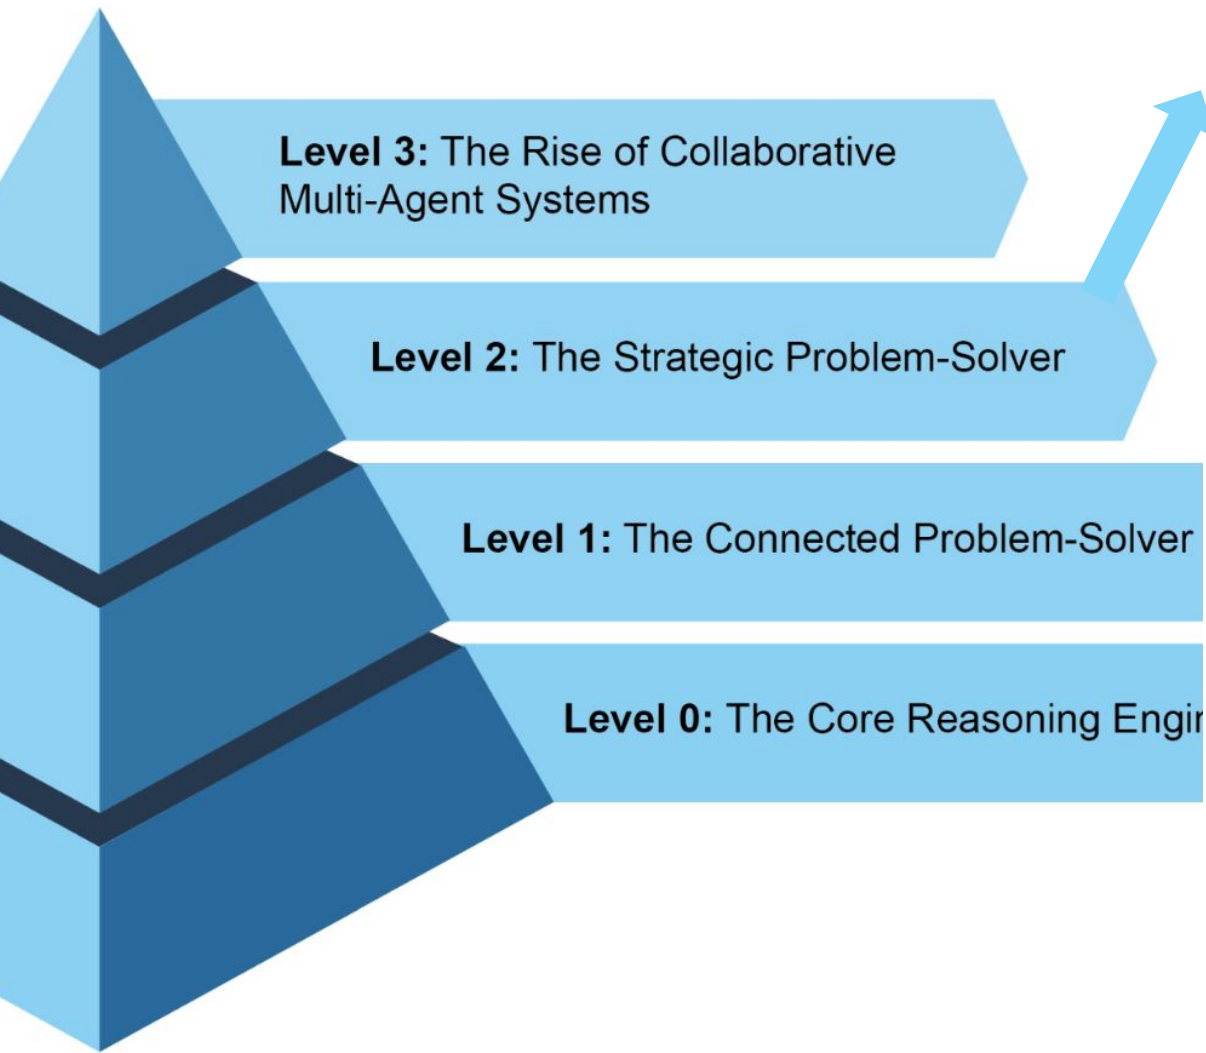 Level 3: The Rise of Collaborative
Multi-Agent Systems
Level 2: The Strategic Problem-Solver
Level 1: The Connected Problem-Solver
Level 0: The Core Reasoning